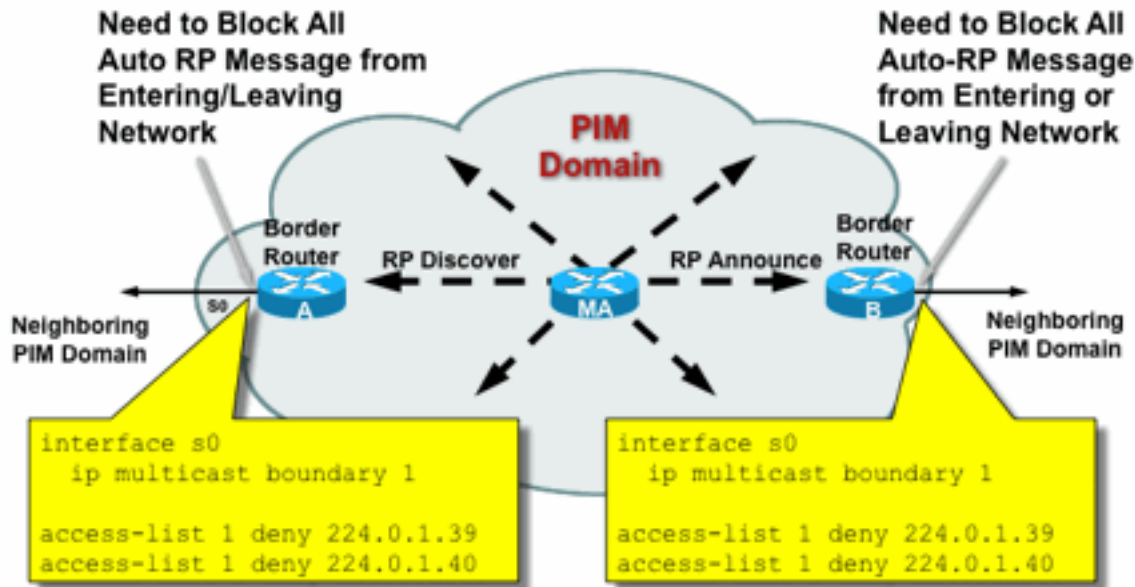 Need to Block All
Auto RP Message from
Entering/Leaving
Network
Need to Block All
Auto-RP Message
from Entering or
Leaving Network
PIM
Domain
Border
Router
RP Discover
RP Announce
Border
Router
S0
A
MA
B
Neighboring
PIM Domain
Neighboring
PIM Domain
interface s0
ip multicast boundary 1
access-list 1 deny 224.0.1.39
access-list 1 deny 224.0.1.40
interface s0
ip multicast boundary 1
access-list 1 deny 224.0.1.39
access-list 1 deny 224.0.1.40